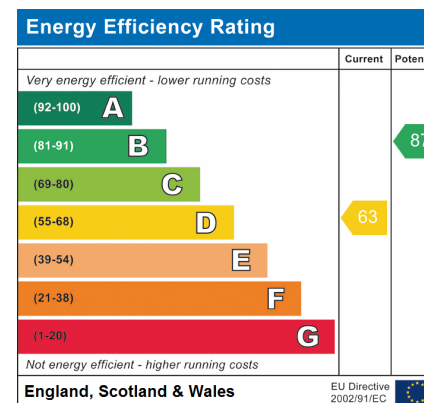 Energy Efficiency Rating
Current Poten
Very energy efficient - lower running costs
(92-100) A
(81-91) B 87
(69-80) C
(55-68) D 63
(39-54) E
(21-38) F
(1-20) G
Not energy efficient - higher running costs
England, Scotland & Wales
EU Directive
2002/91/EC